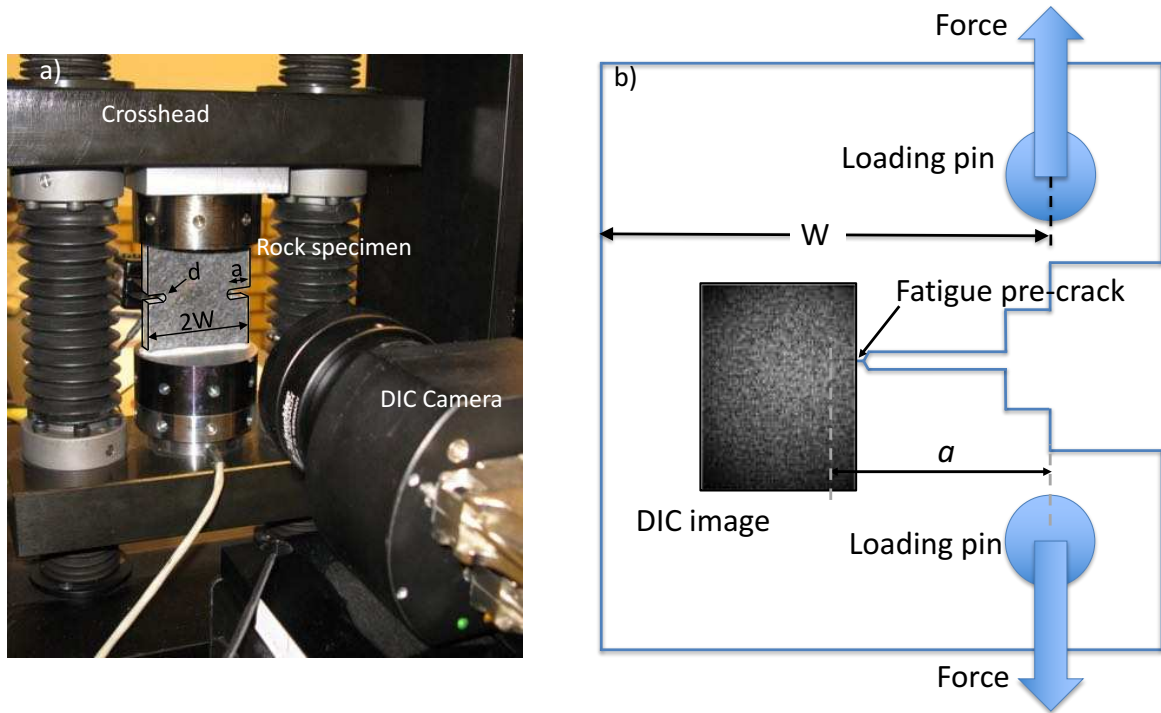 a)
Crosshead
Rock specimen
d
a
2W
DIC Camera
b)
Force
Loading pin
W
Fatigue pre-crack
a
DIC image
Loading pin
Force